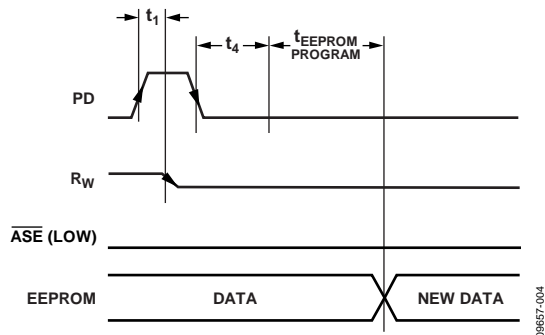 t1
t4
tEEPROM
PROGRAM
PD
RW
ASE (LOW)
EEPROM
DATA
NEW DATA
09657-004